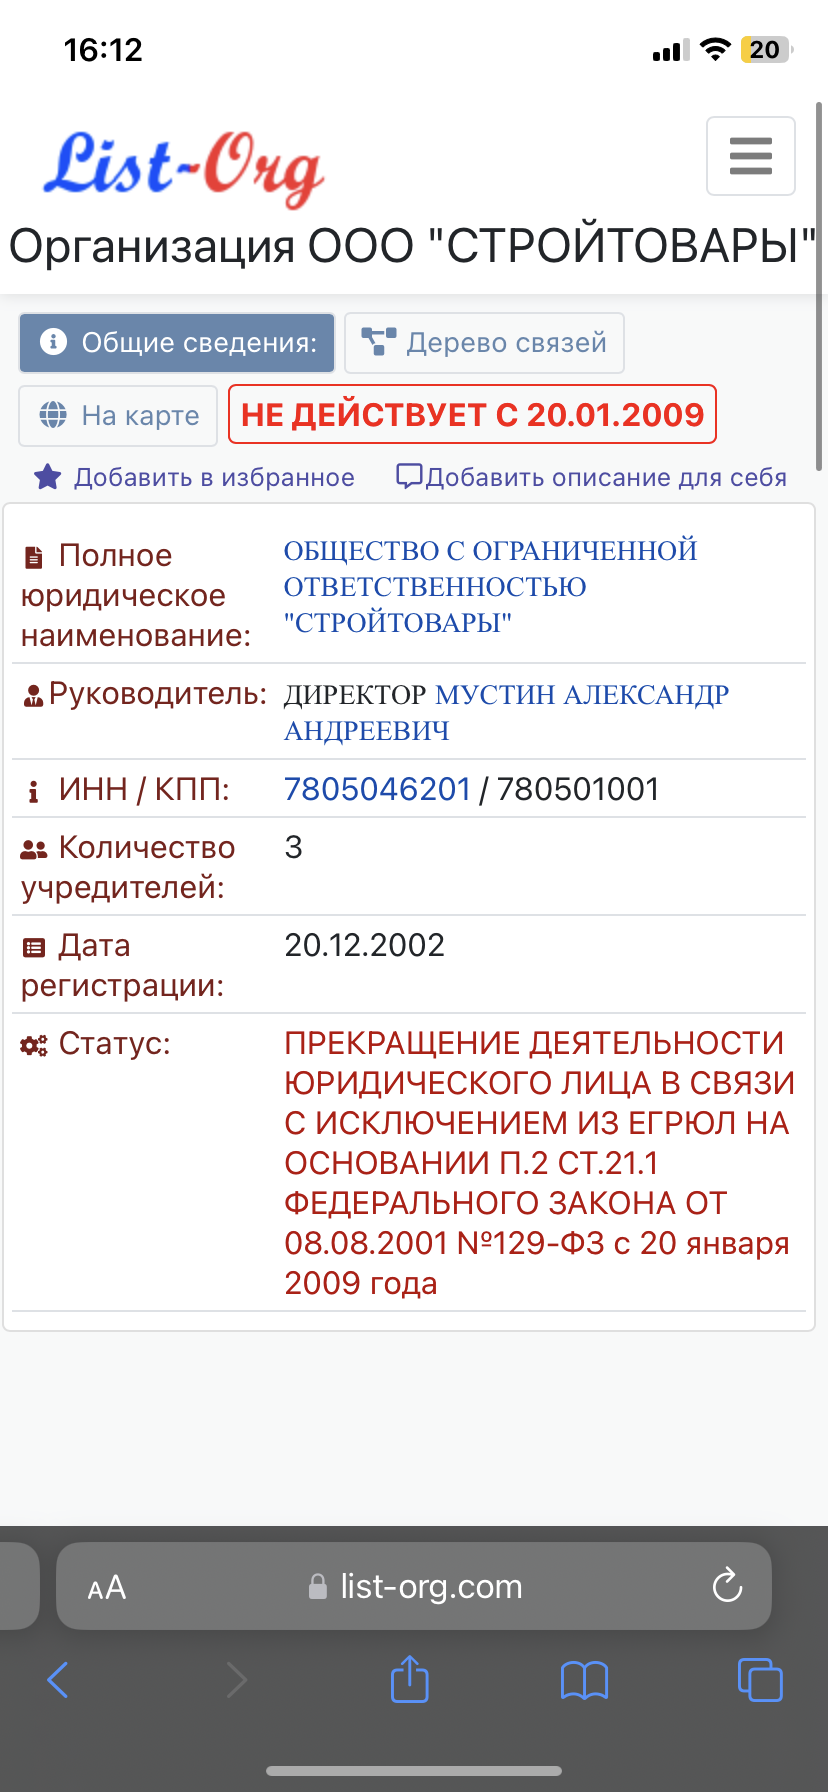 16:12
20
List-Org
Организация ООО "СТРОЙТОВАРЫ"
Общие сведения:
Дерево связей
На карте
НЕ ДЕЙСТВУЕТ С 20.01.2009
Добавить в избранное
Добавить описание для себя
Полное
юридическое
наименование:
ОБЩЕСТВО С ОГРАНИЧЕННОЙ
ОТВЕТСТВЕННОСТЬЮ
"СТРОЙТОВАРЫ"
Руководитель:
ДИРЕКТОР МУСТИН АЛЕКСАНДР
АНДРЕЕВИЧ
ИНН / КПП:
7805046201 / 780501001
Количество
учредителей:
3
Дата
регистрации:
20.12.2002
Статус:
ПРЕКРАЩЕНИЕ ДЕЯТЕЛЬНОСТИ
ЮРИДИЧЕСКОГО ЛИЦА В СВЯЗИ
С ИСКЛЮЧЕНИЕМ ИЗ ЕГРЮЛ НА
ОСНОВАНИИ П.2 СТ.21.1
ФЕДЕРАЛЬНОГО ЗАКОНА ОТ
08.08.2001 №129-ФЗ с 20 января
2009 года
AA
list-org.com